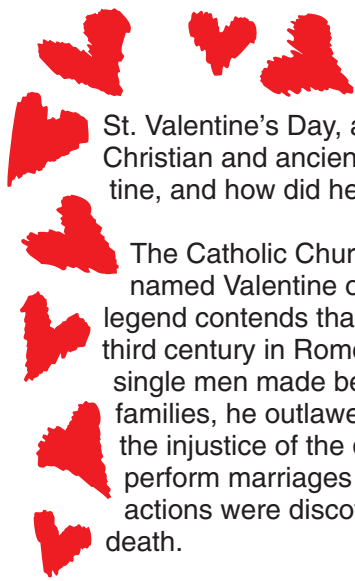 St. Valentine's Day, a
Christian and ancien
tine, and how did he
The Catholic Chur
named Valentine o
legend contends tha
third century in Rome
single men made be
families, he outlawe
the injustice of the
perform marriages
actions were disco
death.